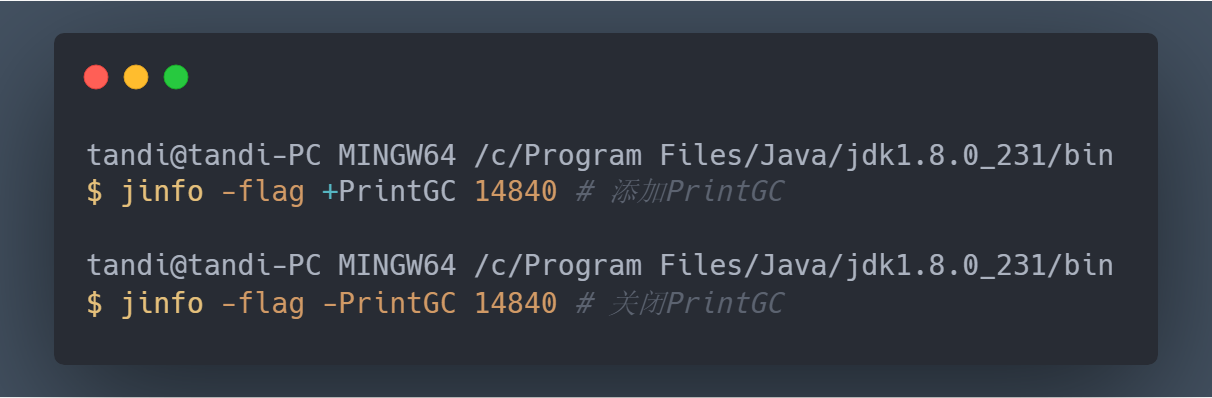 tandi@tandi-PC MINGW64 /c/Program Files/Java/jdk1.8.0_231/bin
$ jinfo -flag +PrintGC 14840 # 添加PrintGC
tandi@tandi-PC MINGW64 /c/Program Files/Java/jdk1.8.0_231/bin
$ jinfo -flag -PrintGC 14840 # 关闭PrintGC